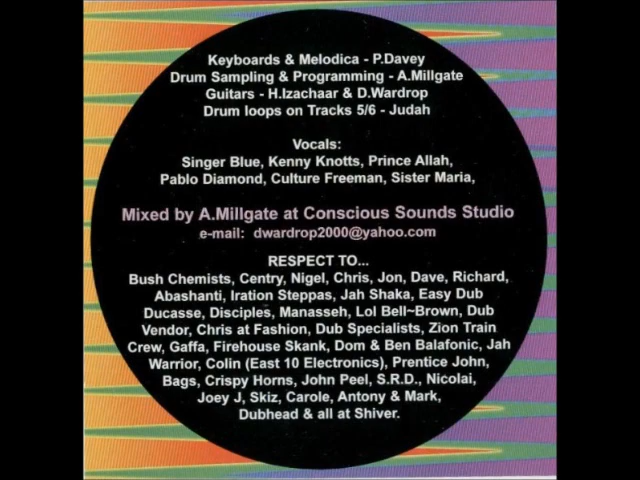 Keyboards & Melodica - P.Davey
Drum Sampling & Programming - A.Millgate
Guitars - H.Izachaar & D.Wardrop
Drum loops on Tracks 5/6 - Judah
Vocals:
Singer Blue, Kenny Knotts, Prince Allah,
Pablo Diamond, Culture Freeman, Sister Maria,
Mixed by A.Millgate at Conscious Sounds Studio
e-mail: dwardrop2000@yahoo.com
RESPECT TO...
Bush Chemists, Centry, Nigel, Chris, Jon, Dave, Richard,
Abashanti, Iration Steppas, Jah Shaka, Easy Dub
Ducasse, Disciples, Manasseh, Lol Bell~Brown, Dub
Vendor, Chris at Fashion, Dub Specialists, Zion Train
Crew, Gaffa, Firehouse Skank, Dom & Ben Balafonic, Jah
Warrior, Colin (East 10 Electronics), Prentice John,
Bags, Crispy Horns, John Peel, S.R.D., Nicolai,
Joey J, Skiz, Carole, Antony & Mark,
Dubhead & all at Shiver.